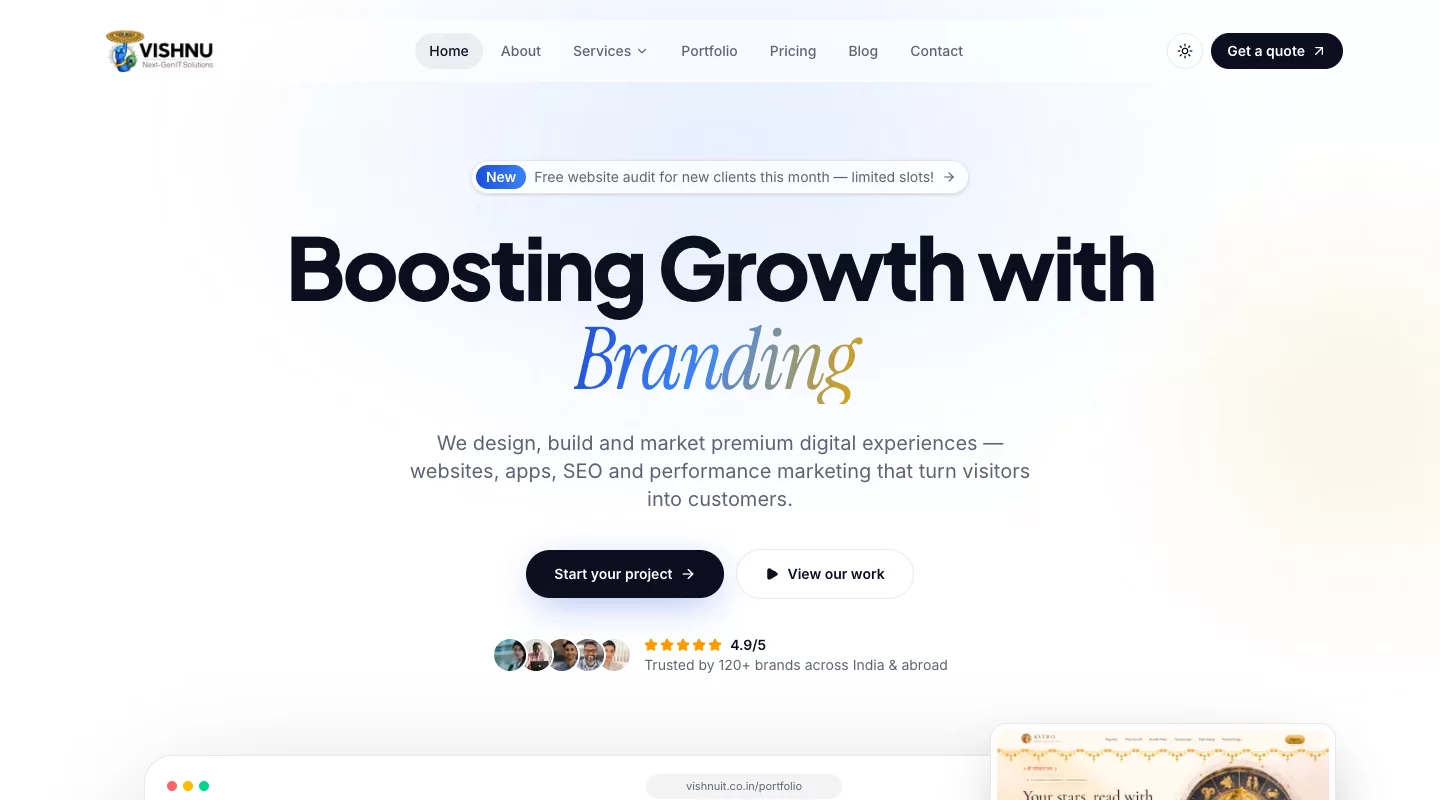 VISHNU
Next-Gen IT Solutions
Home
About
Services
Portfolio
Pricing
Blog
Contact
Get a quote
New
Free website audit for new clients this month — limited slots!
Boosting Growth with
Branding
We design, build and market premium digital experiences —
websites, apps, SEO and performance marketing that turn visitors
into customers.
Start your project
View our work
4.9/5
Trusted by 120+ brands across India & abroad
vishnuit.co.in/portfolio
ASTRO
Your stars, read with